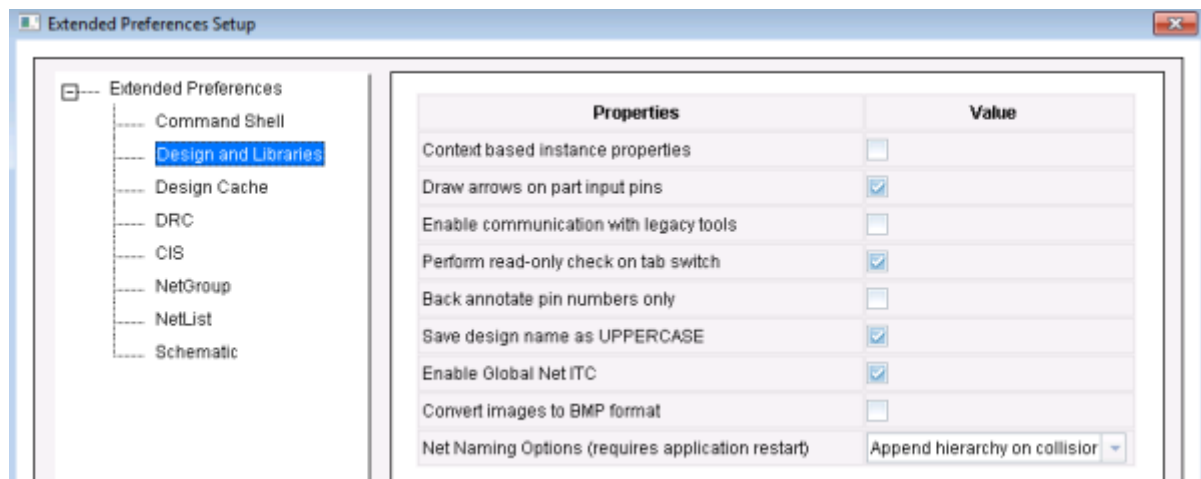 Extended Preferences Setup
Extended Preferences
Command Shell
Design and Libraries
Design Cache
DRC
CIS
NetGroup
NetList
Schematic
Properties Value
Context based instance properties
Draw arrows on part input pins
Enable communication with legacy tools
Perform read-only check on tab switch
Back annotate pin numbers only
Save design name as UPPERCASE
Enable Global Net ITC
Convert images to BMP format
Net Naming Options (requires application restart) Append hierarchy on collision